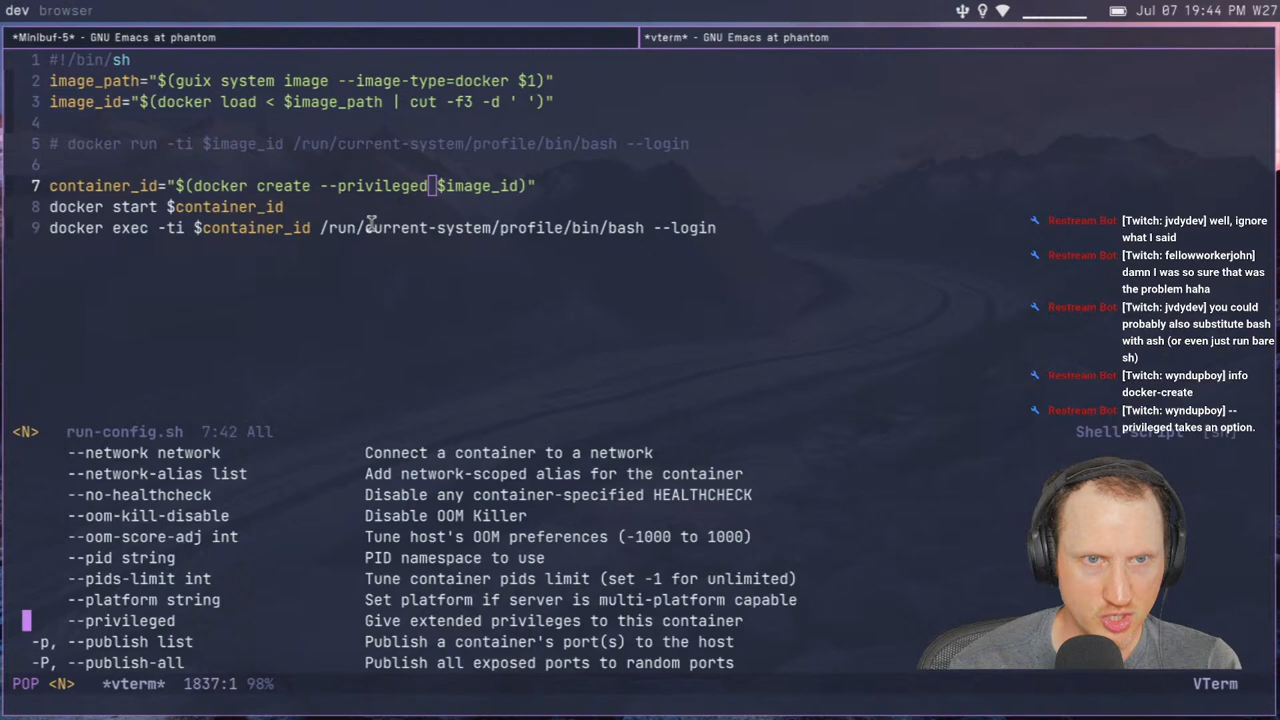 dev browser
Jul 07 19:44 PM W27
*Minibuf-5* - GNU Emacs at phantom
*vterm* - GNU Emacs at phantom
1 #!/bin/sh
2 image_path="$(guix system image --image-type=docker $1)"
3 image_id="$(docker load < $image_path | cut -f3 -d ' ')"
4
5 # docker run -ti $image_id /run/current-system/profile/bin/bash --login
6
7 container_id="$(docker create --privileged $image_id)"
8 docker start $container_id
9 docker exec -ti $container_id /run/current-system/profile/bin/bash --login
<N> run-config.sh 7:42 All Shell-script [sh]
--network network Connect a container to a network
--network-alias list Add network-scoped alias for the container
--no-healthcheck Disable any container-specified HEALTHCHECK
--oom-kill-disable Disable OOM Killer
--oom-score-adj int Tune host's OOM preferences (-1000 to 1000)
--pid string PID namespace to use
--pids-limit int Tune container pids limit (set -1 for unlimited)
--platform string Set platform if server is multi-platform capable
--privileged Give extended privileges to this container
-p, --publish list Publish a container's port(s) to the host
-P, --publish-all Publish all exposed ports to random ports
POP <N> *vterm* 1837:1 98% VTerm
Restream Bot [Twitch: jvdydev] well, ignore
what I said
Restream Bot [Twitch: fellowworkerjohn]
damn I was so sure that was
the problem haha
Restream Bot [Twitch: jvdydev] you could
probably also substitute bash
with ash (or even just run bare
sh)
Restream Bot [Twitch: wyndupboy] info
docker-create
Restream Bot [Twitch: wyndupboy] --
privileged takes an option.